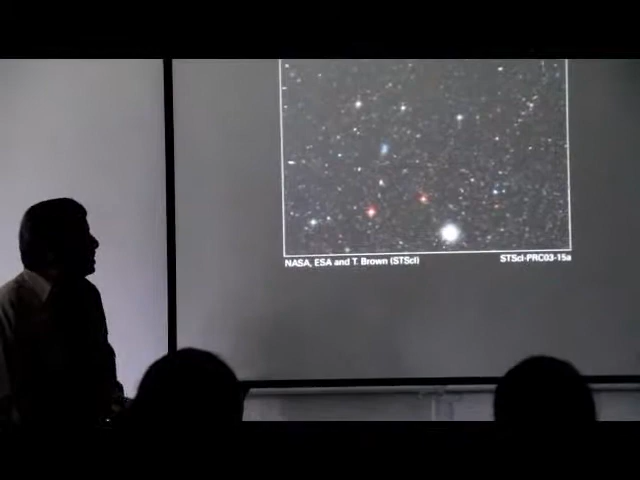 NASA, ESA and T. Brown (STScI)
STScI-PRC03-15a